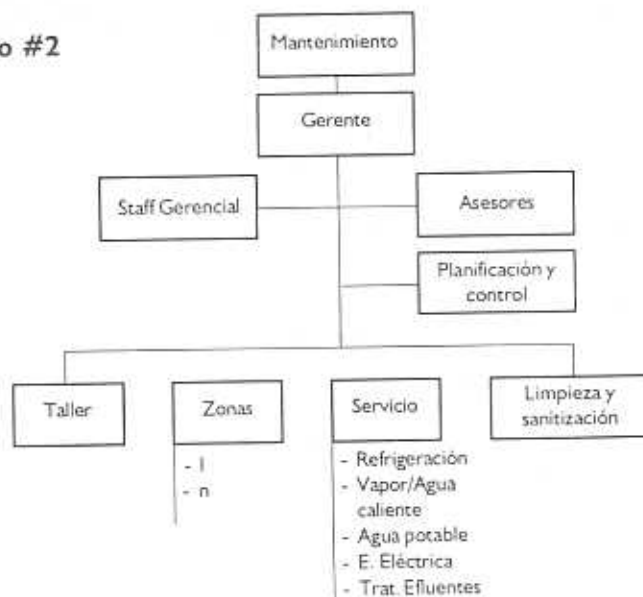 o #2
Mantenimiento
Gerente
Staff Gerencial
Asesores
Planificación y
control
Taller
Zonas
Servicio
Limpieza y
sanitización
- I
- n
- Refrigeración
- Vapor/Agua
caliente
- Agua potable
- E. Eléctrica
- Trat. Efluentes